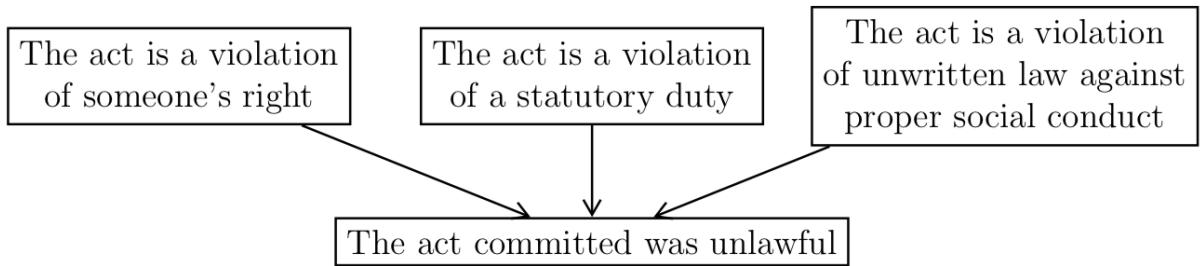 The act is a violation
of someone's right
The act is a violation
of a statutory duty
The act is a violation
of unwritten law against
proper social conduct
The act committed was unlawful